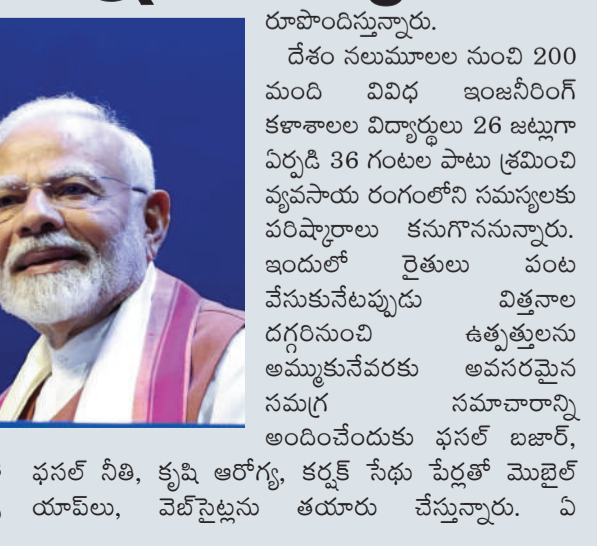 రూపొందిస్తున్నారు.
దేశం నలుమూలల నుంచి 200
మంది వివిధ ఇంజనీరింగ్
కళాశాలల విద్యార్థులు 26 జట్లుగా
ఏర్పడి 36 గంటల పాటు శ్రమించి
వ్యవసాయ రంగంలోని సమస్యలకు
పరిష్కారాలు కనుగొననున్నారు.
ఇందులో రైతులు పంట
వేసుకునేటప్పుడు విత్తనాల
దగ్గరినుంచి ఉత్పత్తులను
అమ్ముకునేవరకు అవసరమైన
సమగ్ర సమాచారాన్ని
అందించేందుకు ఫసల్ బజార్,
ఫసల్ నీతి, కృషి ఆరోగ్య, కర్షక్ సేథు పేర్లతో మొబైల్
యాప్‌లు, వెబ్‌సైట్లను తయారు చేస్తున్నారు. ఏ